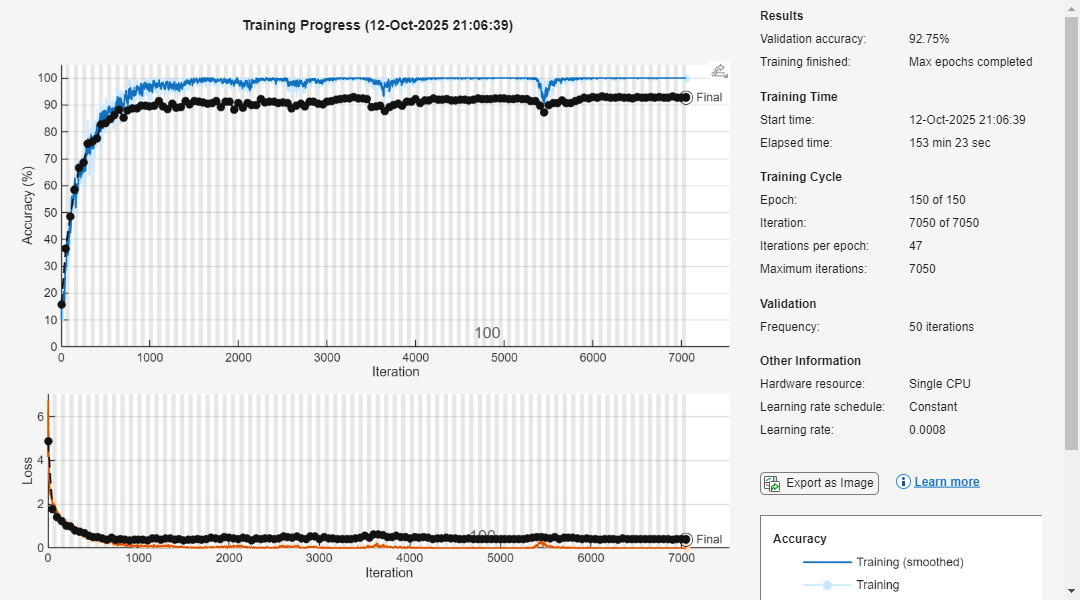 Training Progress (12-Oct-2025 21:06:39)
100
90
80
70
60
50
40
30
20
10
0
Accuracy (%)
Final
100
0 1000 2000 3000 4000 5000 6000 7000
Iteration
6
4
2
0
Loss
100
Final
0 1000 2000 3000 4000 5000 6000 7000
Iteration
Results
Validation accuracy: 92.75%
Training finished: Max epochs completed
Training Time
Start time: 12-Oct-2025 21:06:39
Elapsed time: 153 min 23 sec
Training Cycle
Epoch: 150 of 150
Iteration: 7050 of 7050
Iterations per epoch: 47
Maximum iterations: 7050
Validation
Frequency: 50 iterations
Other Information
Hardware resource: Single CPU
Learning rate schedule: Constant
Learning rate: 0.0008
Export as Image Learn more
Accuracy
Training (smoothed)
Training